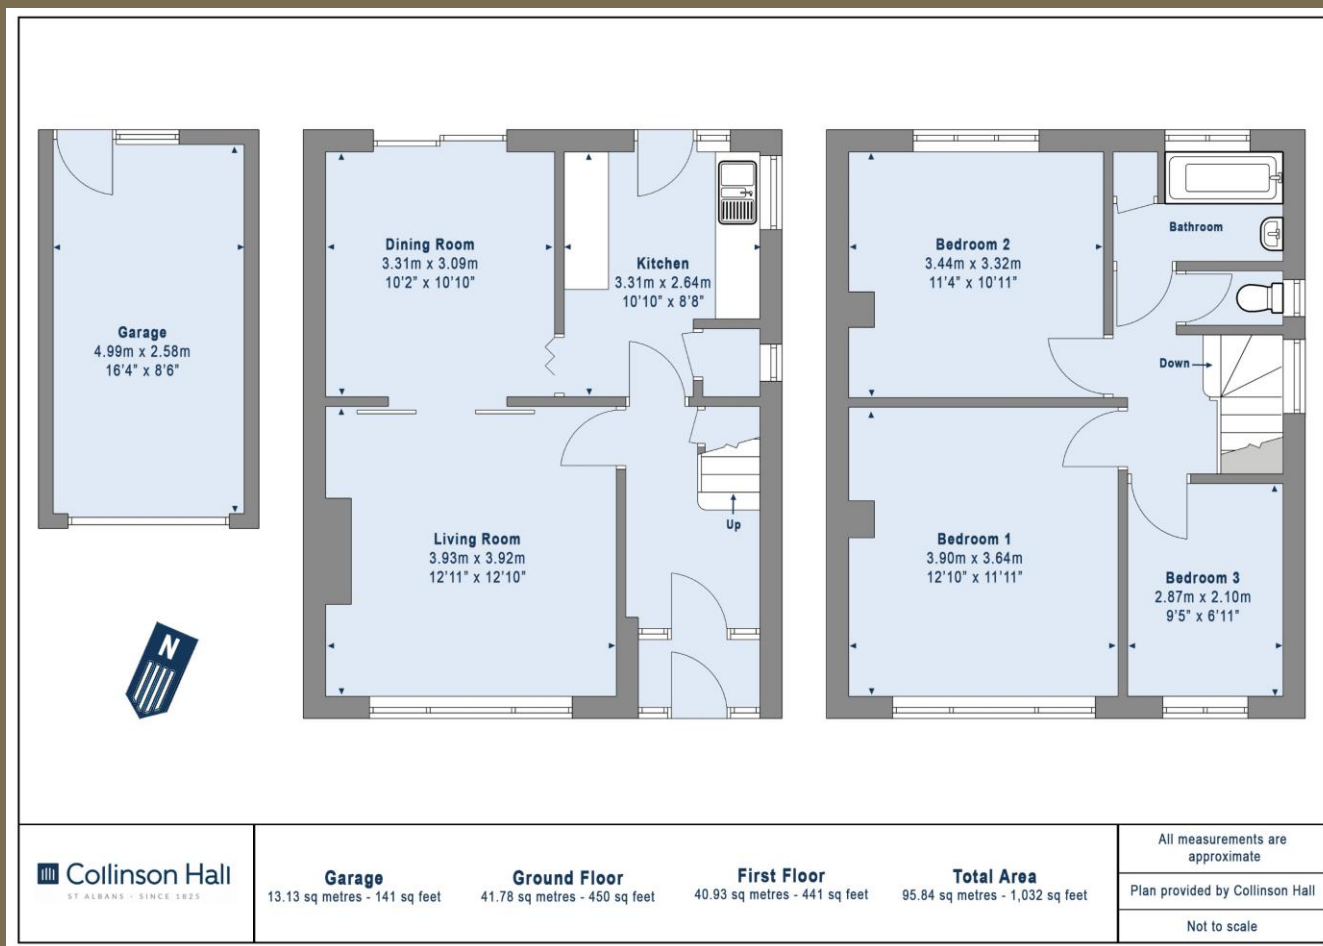 Dining Room
3.31m x 3.09m
10'2" x 10'10"
Kitchen
3.31m x 2.64m
10'10" x 8'8"
Garage
4.99m x 2.58m
16'4" x 8'6"
Living Room
3.93m x 3.92m
12'11" x 12'10"
Up
N
Bedroom 2
3.44m x 3.32m
11'4" x 10'11"
Bathroom
Down
Bedroom 1
3.90m x 3.64m
12'10" x 11'11"
Bedroom 3
2.87m x 2.10m
9'5" x 6'11"
Collinson Hall
ST ALBANS - SINCE 1825
Garage
13.13 sq metres - 141 sq feet
Ground Floor
41.78 sq metres - 450 sq feet
First Floor
40.93 sq metres - 441 sq feet
Total Area
95.84 sq metres - 1,032 sq feet
All measurements are
approximate
Plan provided by Collinson Hall
Not to scale